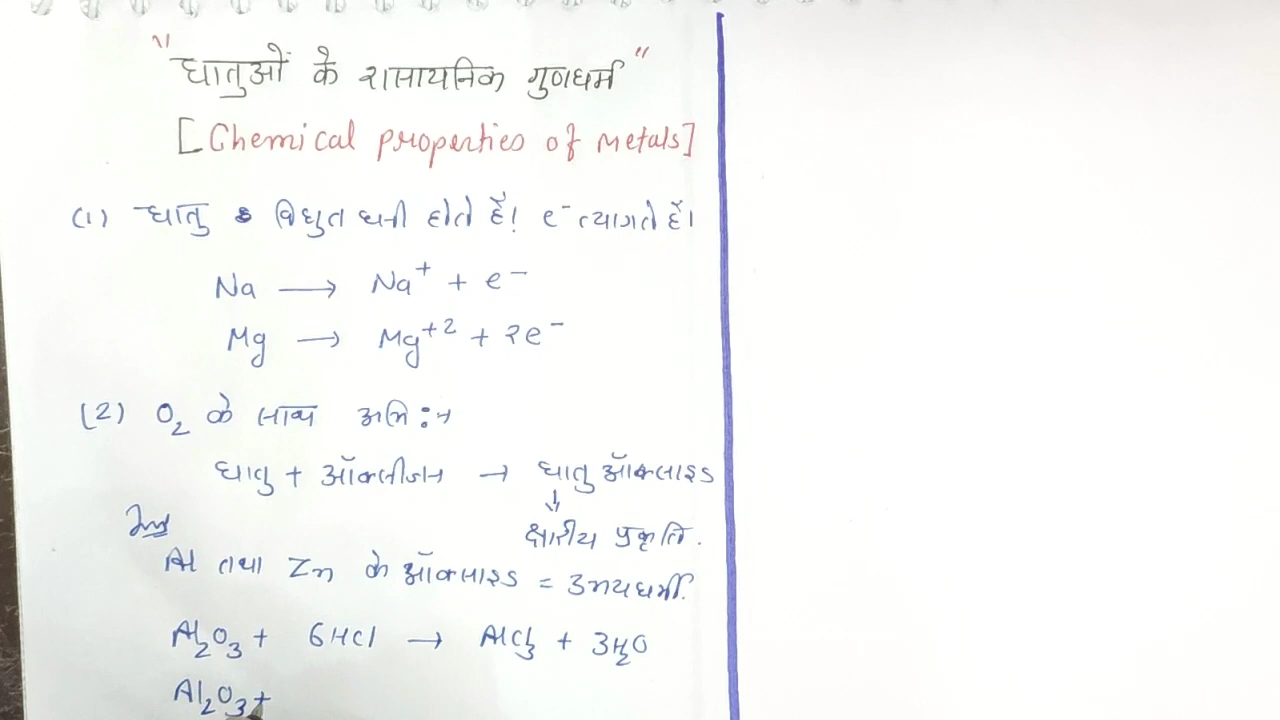 "धातुओं के रासायनिक गुणधर्म"
[Chemical properties of metals]
(1) धातु विधुत धनी होते हैं! e⁻ त्यागते हैं।
Na → Na⁺ + e⁻
Mg → Mg⁺² + 2e⁻
(2) O₂ के साथ अभि:न
धातु + ऑक्सीजन → धातु ऑक्साइड
↓
क्षारीय प्रकृति.
Imp
Al तथा Zn के ऑक्साइड = उभयधर्मी.
Al₂O₃ + 6HCl → AlCl₃ + 3H₂O
Al₂O₃ +